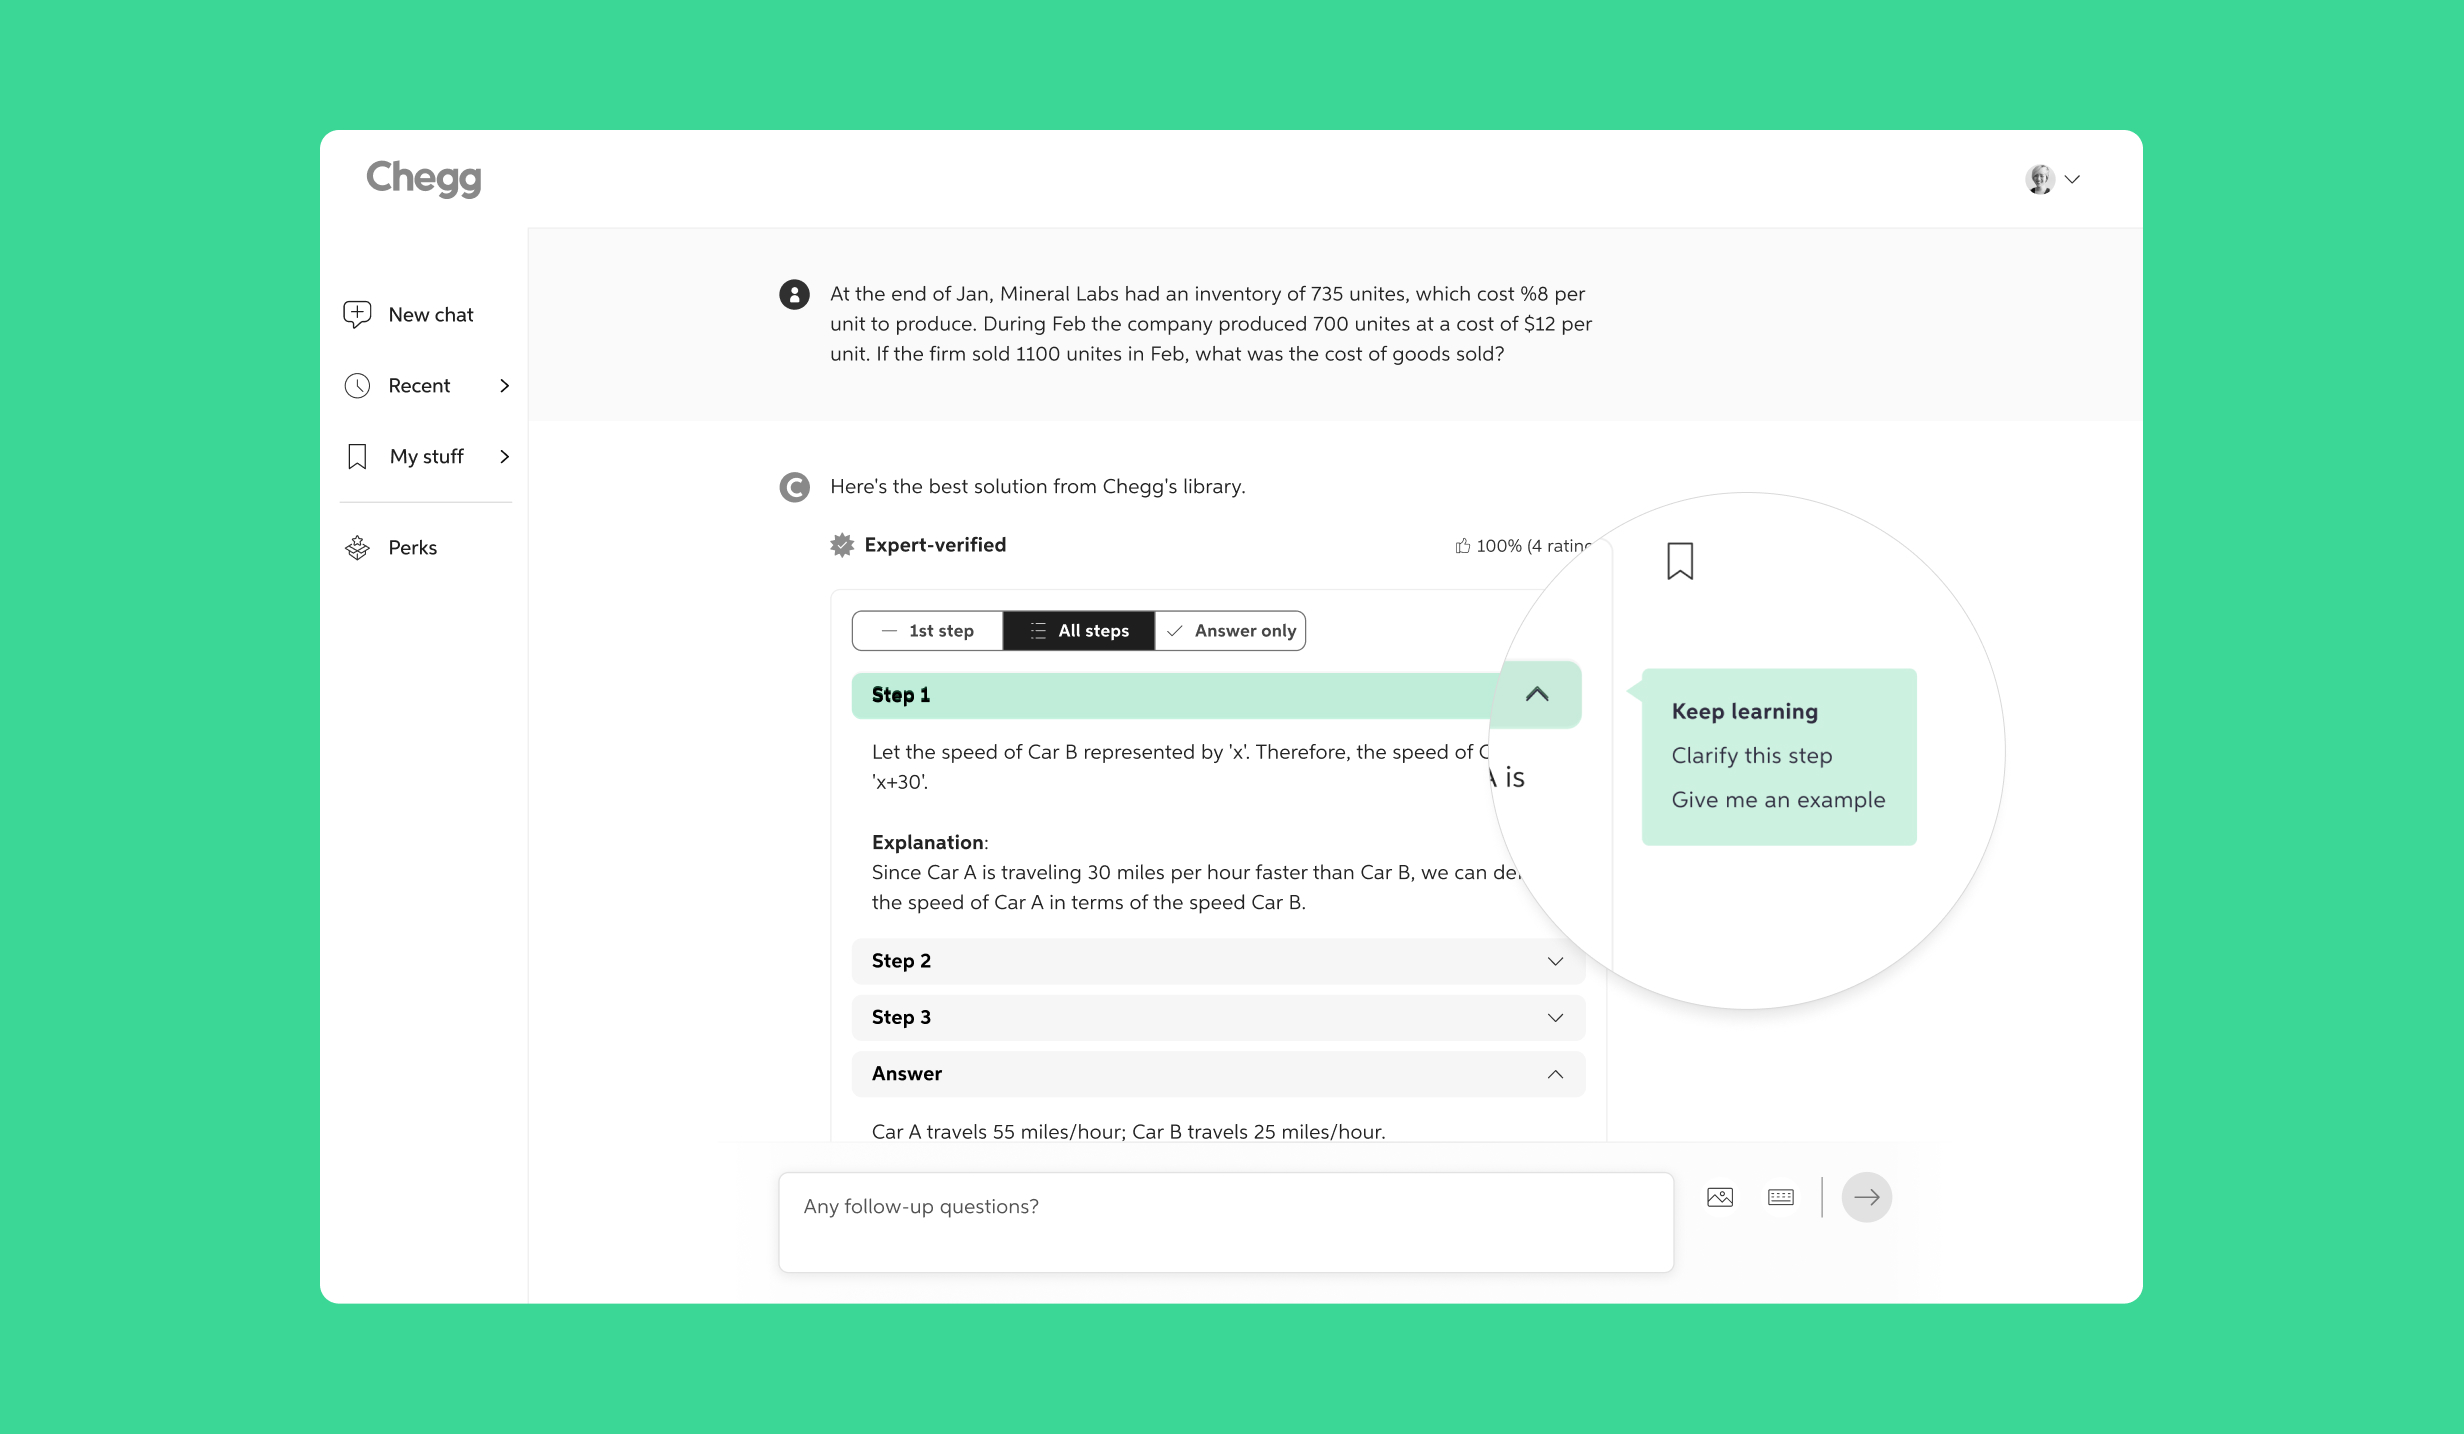 Chegg
New chat
Recent
My stuff
Perks
At the end of Jan, Mineral Labs had an inventory of 735 unites, which cost %8 per
unit to produce. During Feb the company produced 700 unites at a cost of $12 per
unit. If the firm sold 1100 unites in Feb, what was the cost of goods sold?
Here's the best solution from Chegg's library.
Expert-verified
100% (4
1st step
All steps
Answer only
Step 1
Let the speed of Car B represented by 'x'. Therefore, the speed of
is
'x+30'.
Explanation:
Since Car A is traveling 30 miles per hour faster than Car B, we can
the speed of Car A in terms of the speed Car B.
Keep learning
Clarify this step
Give me an example
Step 2
Step 3
Answer
Car A travels 55 miles/hour; Car B travels 25 miles/hour.
Any follow-up questions?